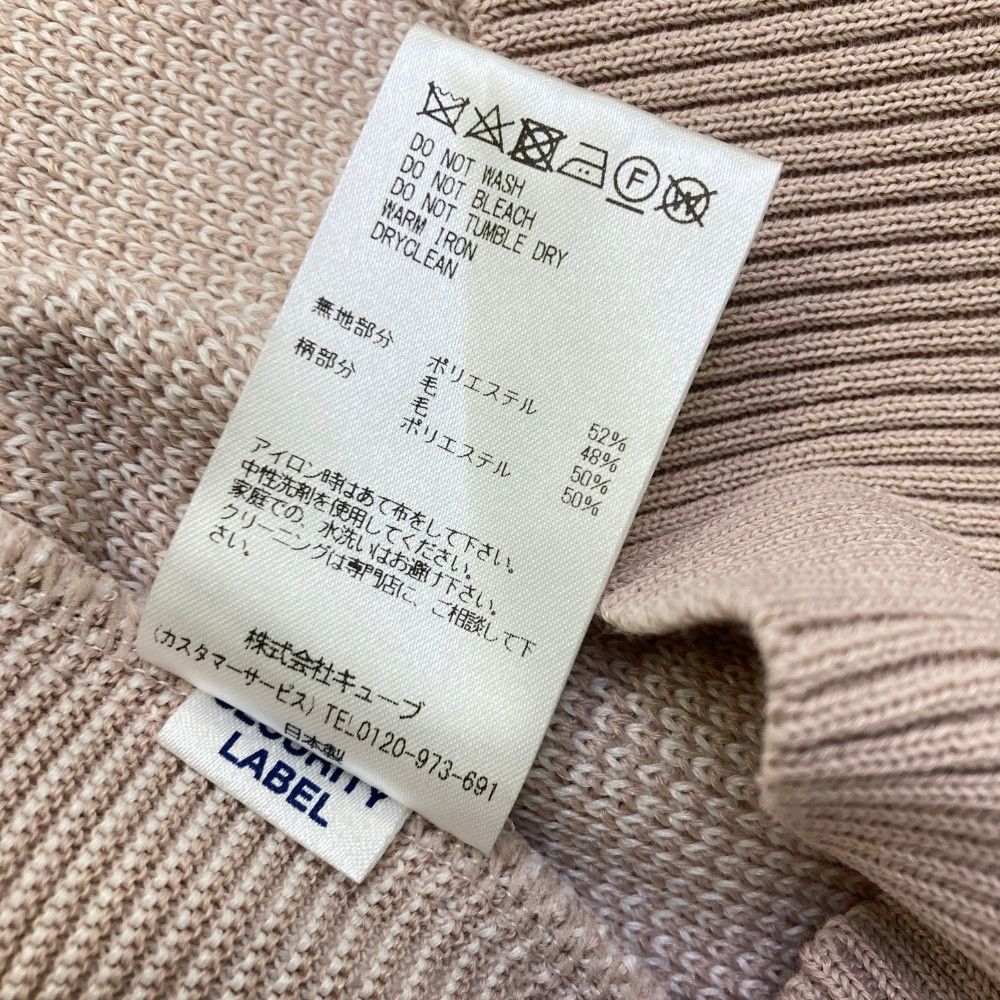 DO NOT WASH
DO NOT BLEACH
DO NOT TUMBLE DRY
WARM IRON
DRYCLEAN
F
W
無地部分 ポリエステル 52%
毛 48%
柄部分 毛 50%
ポリエステル 50%
アイロン時はあて布をして下さい。
中性洗剤を使用してください。
家庭での、水洗いはお避け下さい。
クリーニングは専門店に、ご相談して下
さい。
株式会社キューブ
(カスタマーサービス) TEL0120-973-691
日本製
SECURITY
LABEL